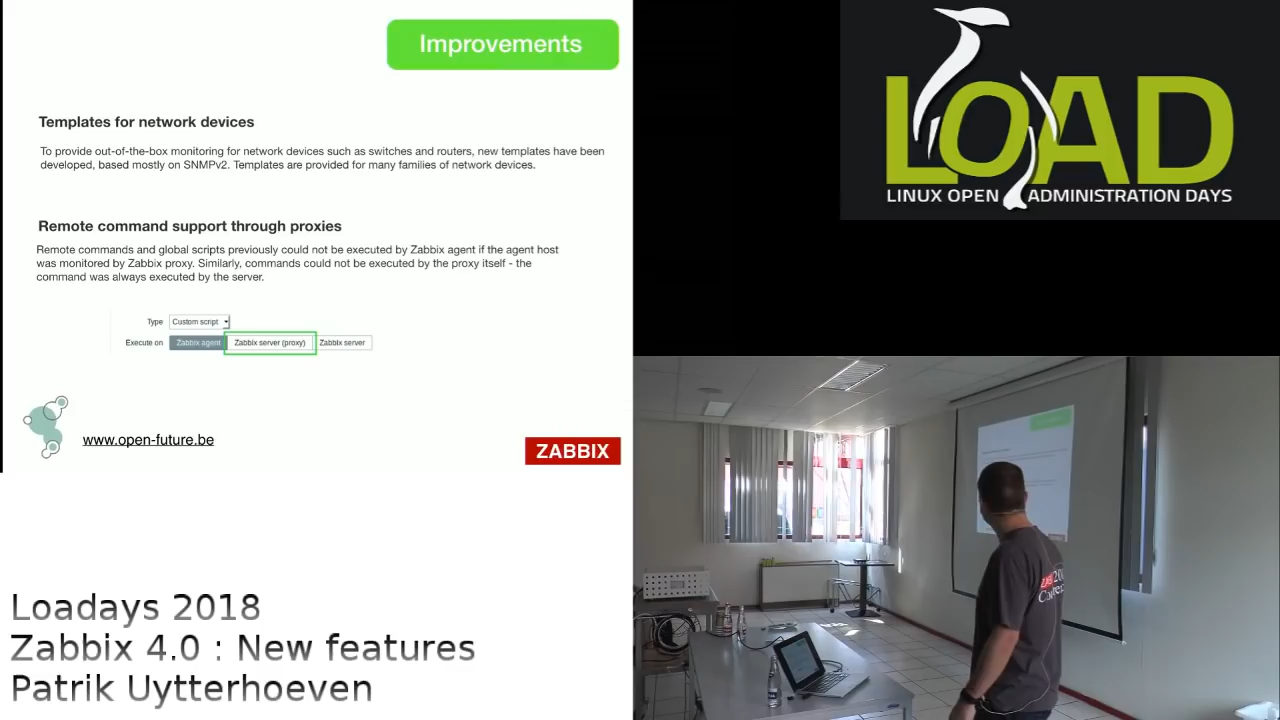 Improvements
Templates for network devices
To provide out-of-the-box monitoring for network devices such as switches and routers, new templates have been
developed, based mostly on SNMPv2. Templates are provided for many families of network devices.
Remote command support through proxies
Remote commands and global scripts previously could not be executed by Zabbix agent if the agent host
was monitored by Zabbix proxy. Similarly, commands could not be executed by the proxy itself - the
command was always executed by the server.
Type Custom script
Execute on Zabbix agent Zabbix server (proxy) Zabbix server
www.open-future.be
ZABBIX
LOAD
LINUX OPEN ADMINISTRATION DAYS
Loadays 2018
Zabbix 4.0 : New features
Patrik Uytterhoeven